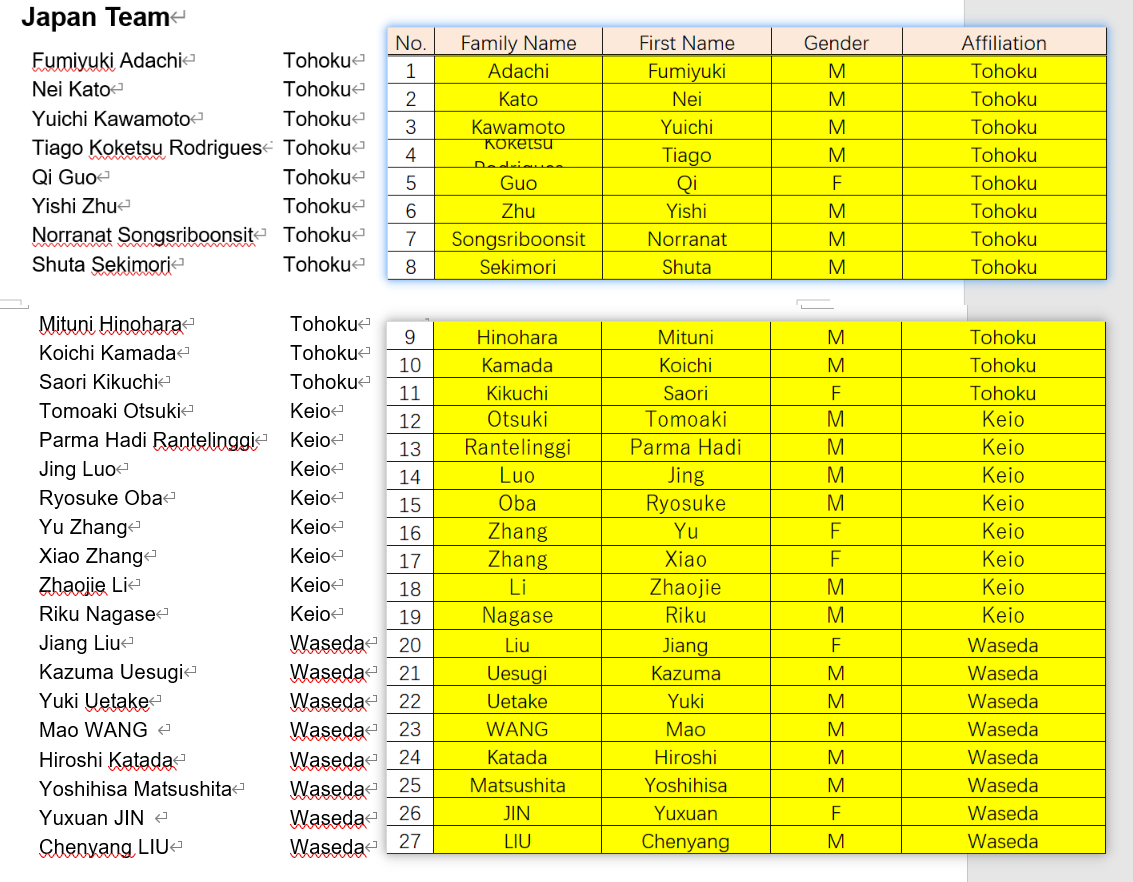 Japan Team
Fumiyuki Adachi Tohoku
Nei Kato Tohoku
Yuichi Kawamoto Tohoku
Tiago Koketsu Rodrigues Tohoku
Qi Guo Tohoku
Yishi Zhu Tohoku
Norranat Songsriboonsit Tohoku
Shuta Sekimori Tohoku
No. Family Name First Name Gender Affiliation
1 Adachi Fumiyuki M Tohoku
2 Kato Nei M Tohoku
3 Kawamoto Yuichi M Tohoku
4 Koketsu Rodrigues Tiago M Tohoku
5 Guo Qi F Tohoku
6 Zhu Yishi M Tohoku
7 Songsriboonsit Norranat M Tohoku
8 Sekimori Shuta M Tohoku
Mituni Hinohara Tohoku
Koichi Kamada Tohoku
Saori Kikuchi Tohoku
Tomoaki Otsuki Keio
Parma Hadi Rantelinggi Keio
Jing Luo Keio
Ryosuke Oba Keio
Yu Zhang Keio
Xiao Zhang Keio
Zhaojie Li Keio
Riku Nagase Keio
Jiang Liu Waseda
Kazuma Uesugi Waseda
Yuki Uetake Waseda
Mao WANG Waseda
Hiroshi Katada Waseda
Yoshihisa Matsushita Waseda
Yuxuan JIN Waseda
Chenyang LIU Waseda
9 Hinohara Mituni M Tohoku
10 Kamada Koichi M Tohoku
11 Kikuchi Saori F Tohoku
12 Otsuki Tomoaki M Keio
13 Rantelinggi Parma Hadi M Keio
14 Luo Jing M Keio
15 Oba Ryosuke M Keio
16 Zhang Yu F Keio
17 Zhang Xiao F Keio
18 Li Zhaojie M Keio
19 Nagase Riku M Keio
20 Liu Jiang F Waseda
21 Uesugi Kazuma M Waseda
22 Uetake Yuki M Waseda
23 WANG Mao M Waseda
24 Katada Hiroshi M Waseda
25 Matsushita Yoshihisa M Waseda
26 JIN Yuxuan F Waseda
27 LIU Chenyang M Waseda